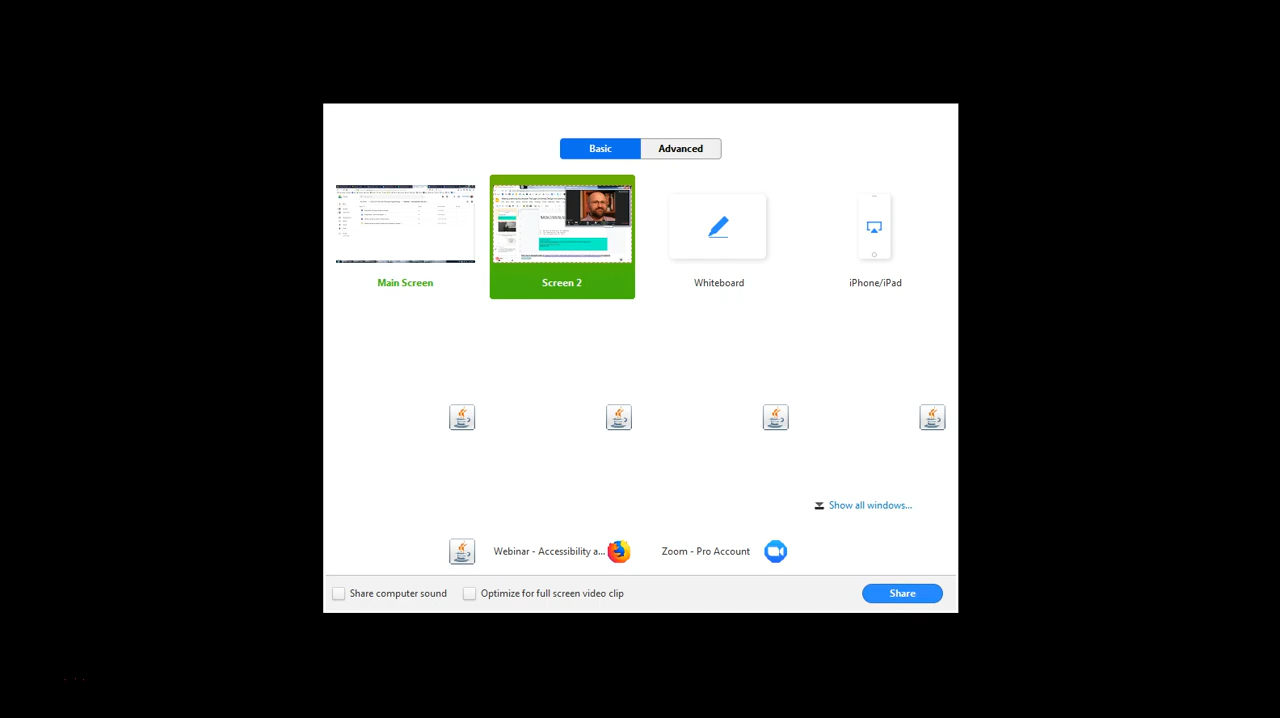 Basic Advanced
Main Screen Screen 2 Whiteboard iPhone/iPad
Show all windows...
Webinar - Accessibility a... Zoom - Pro Account
Share computer sound Optimize for full screen video clip Share